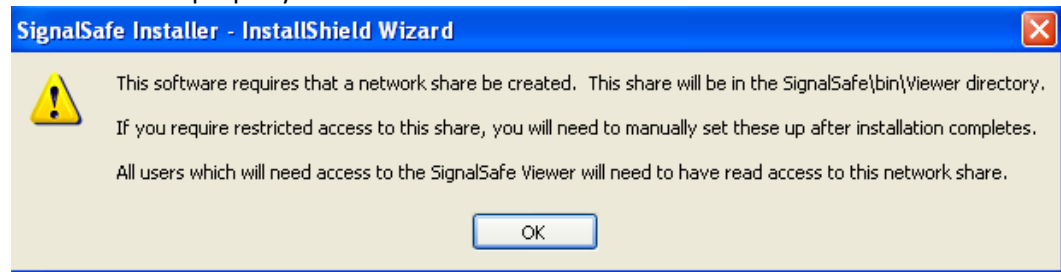 SignalSafe Installer - InstallShield Wizard
This software requires that a network share be created.  This share will be in the SignalSafe\bin\Viewer directory.
If you require restricted access to this share, you will need to manually set these up after installation completes.
All users which will need access to the SignalSafe Viewer will need to have read access to this network share.
OK